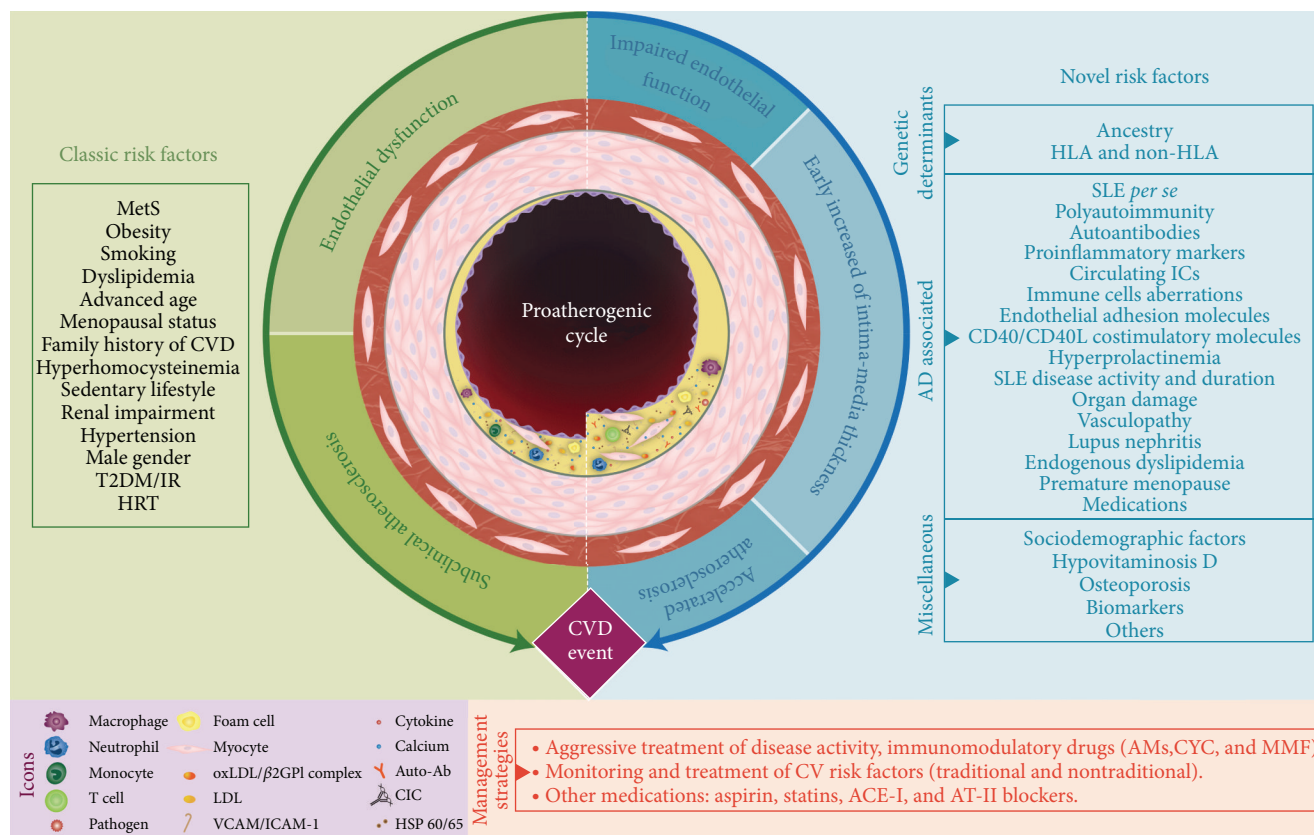 Classic risk factors
MetS
Obesity
Smoking
Dyslipidemia
Advanced age
Menopausal status
Family history of CVD
Hyperhomocysteinemia
Sedentary lifestyle
Renal impairment
Hypertension
Male gender
T2DM/IR
HRT
Endothelial dysfunction
Subclinical atherosclerosis
Impaired endothelial
function
Early increased of intima-media thickness
Accelerated
atherosclerosis
Proatherogenic
cycle
CVD
event
Novel risk factors
Genetic
determinants
Ancestry
HLA and non-HLA
AD associated
SLE per se
Polyautoimmunity
Autoantibodies
Proinflammatory markers
Circulating ICs
Immune cells aberrations
Endothelial adhesion molecules
CD40/CD40L costimulatory molecules
Hyperprolactinemia
SLE disease activity and duration
Organ damage
Vasculopathy
Lupus nephritis
Endogenous dyslipidemia
Premature menopause
Medications
Miscellaneous
Sociodemographic factors
Hypovitaminosis D
Osteoporosis
Biomarkers
Others
Icons
Macrophage
Neutrophil
Monocyte
T cell
Pathogen
Foam cell
Myocyte
oxLDL/β2GPl complex
LDL
VCAM/ICAM-1
Cytokine
Calcium
Auto-Ab
CIC
HSP 60/65
Management
strategies
• Aggressive treatment of disease activity, immunomodatory drugs (AMs,CYC, and MMF)
• Monitoring and treatment of CV risk factors (traditional and nontraditional).
• Other medications: aspirin, statins, ACE-I, and AT-II blockers.